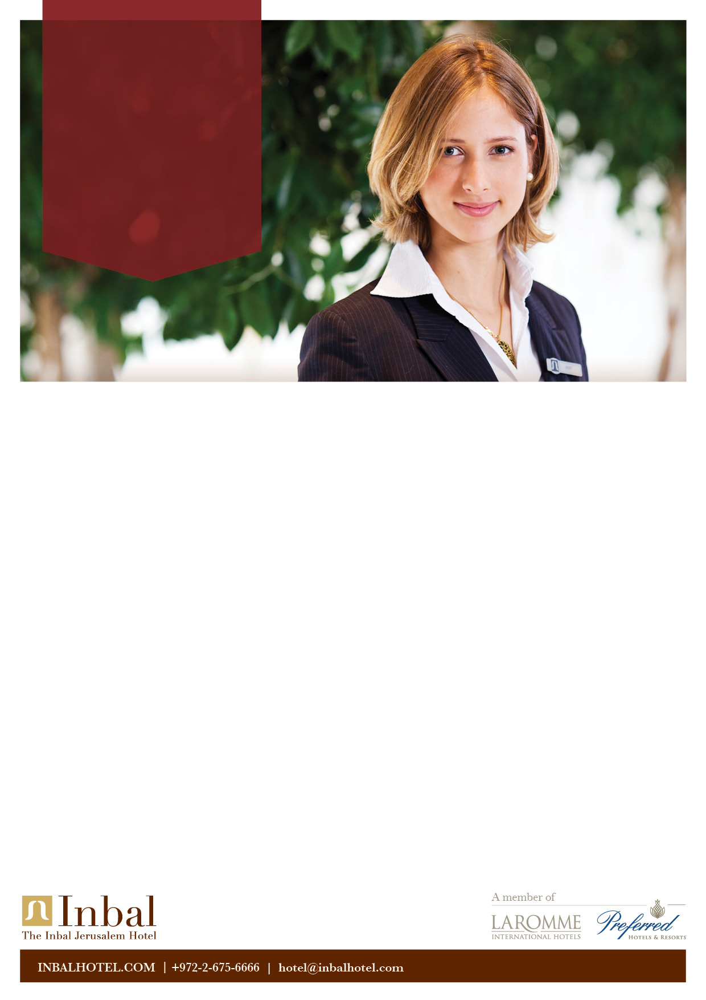 Inbal
The Inbal Jerusalem Hotel
A member of
LAROMME
INTERNATIONAL HOTELS
Preferred
HOTELS & RESORTS
INBALHOTEL.COM | +972-2-675-6666 | hotel@inbalhotel.com